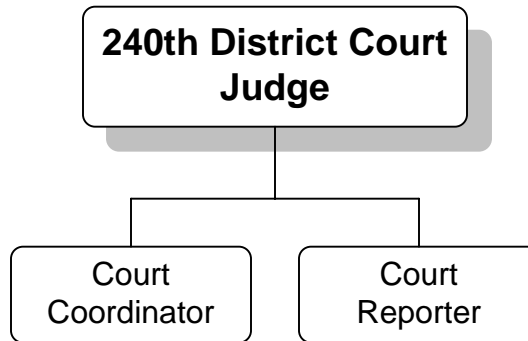 240th District Court
Judge
Court
Coordinator
Court
Reporter